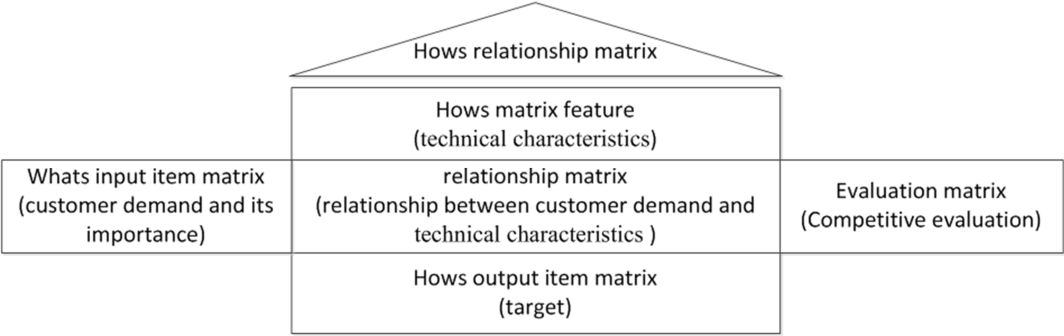 Hows relationship matrix
Hows matrix feature
(technical characteristics)
Whats input item matrix
(customer demand and its
importance)
relationship matrix
(relationship between customer demand and
technical characteristics )
Evaluation matrix
(Competitive evaluation)
Hows output item matrix
(target)